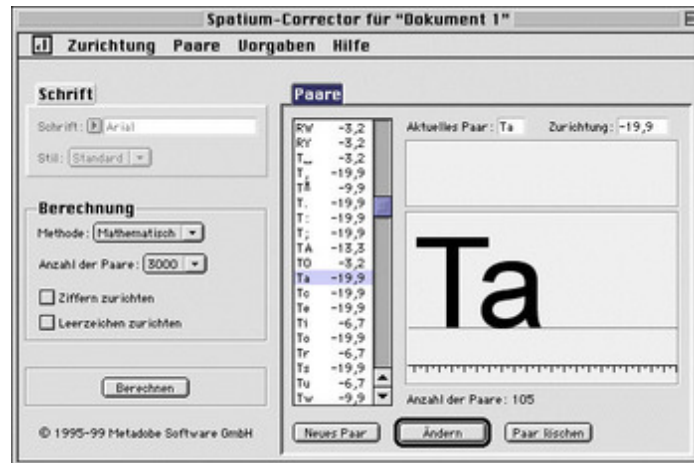 Spatium-Corrector für "Dokument 1"
Zurichtung Paare Vorgaben Hilfe
Schrift
Schrift: Arial
Stil: Standard
Berechnung
Methode: Mathematisch
Anzahl der Paare: 3000
Ziffern zurichten
Leerzeichen zurichten
Berechnen
© 1995-99 Metadobe Software GmbH
Paare
RW -3,2
RY -3,2
T_ -3,2
T, -19,9
-9,9
T. -19,9
T: -19,9
T; -19,9
TA -13,3
TO -3,2
Ta -19,9
Tc -19,9
Te -19,9
Ti -6,7
To -19,9
Tr -6,7
Ts -19,9
Tu -6,7
Tw -9,9
Aktuelles Paar: Ta Zurichtung: -19,9
Ta
Anzahl der Paare: 105
Neues Paar Ändern Paar löschen